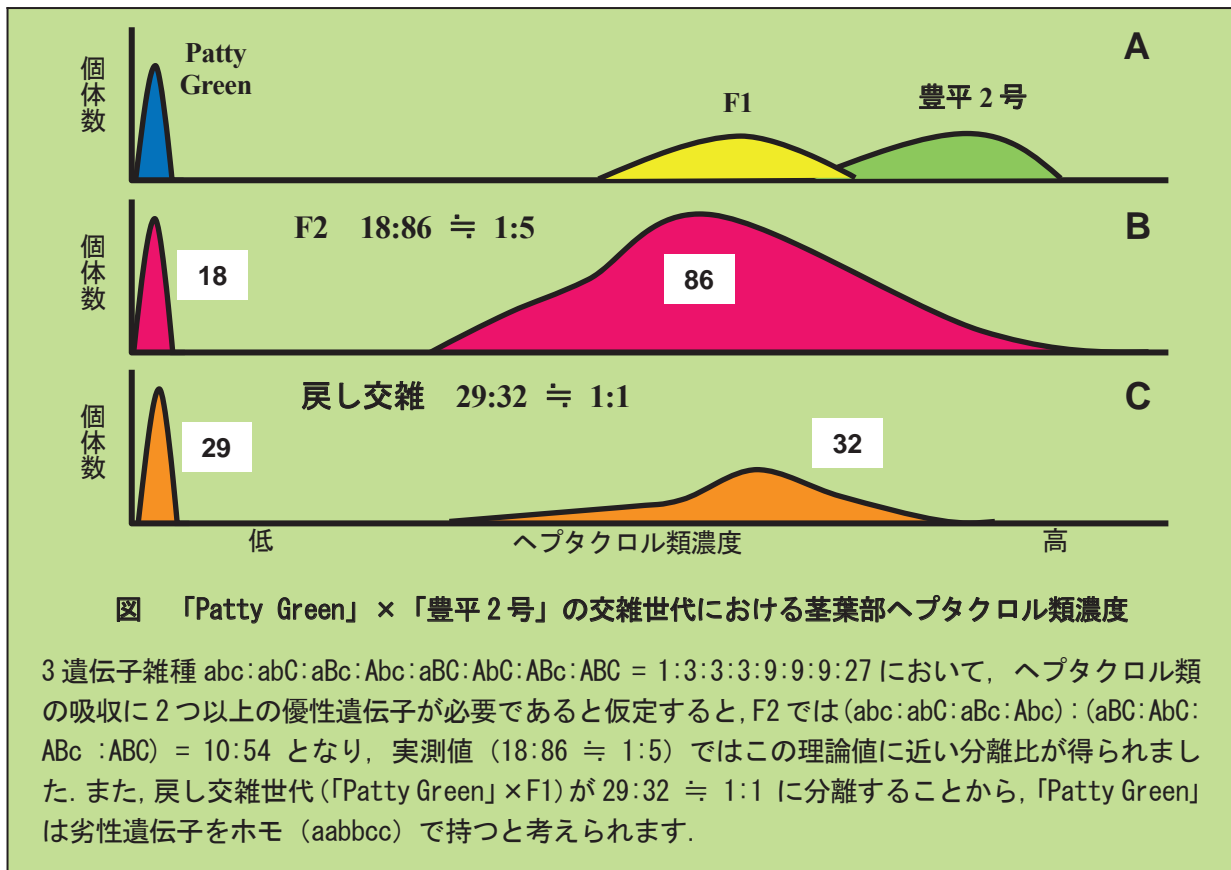 A
個体数
Patty
Green
F1
豊平2号
B
個体数
F2 18:86 ≒ 1:5
18
86
C
個体数
戻し交雑 29:32 ≒ 1:1
29
32
低 ヘプタクロル類濃度 高
図 「Patty Green」 × 「豊平2号」の交雑世代における茎葉部ヘプタクロル類濃度
3遺伝子雑種 abc:abC:aBc:Abc:aBC:AbC:ABc:ABC = 1:3:3:3:9:9:9:27において, ヘプタクロル類
の吸収に2つ以上の優性遺伝子が必要であると仮定すると, F2では(abc:abC:aBc:Abc):(aBC:AbC:
ABc :ABC) = 10:54 となり, 実測値 (18:86 ≒ 1:5) ではこの理論値に近い分離比が得られまし
た. また, 戻し交雑世代(「Patty Green」×F1)が 29:32 ≒ 1:1 に分離することから, 「Patty Green」
は劣性遺伝子をホモ (aabbcc) で持つと考えられます.